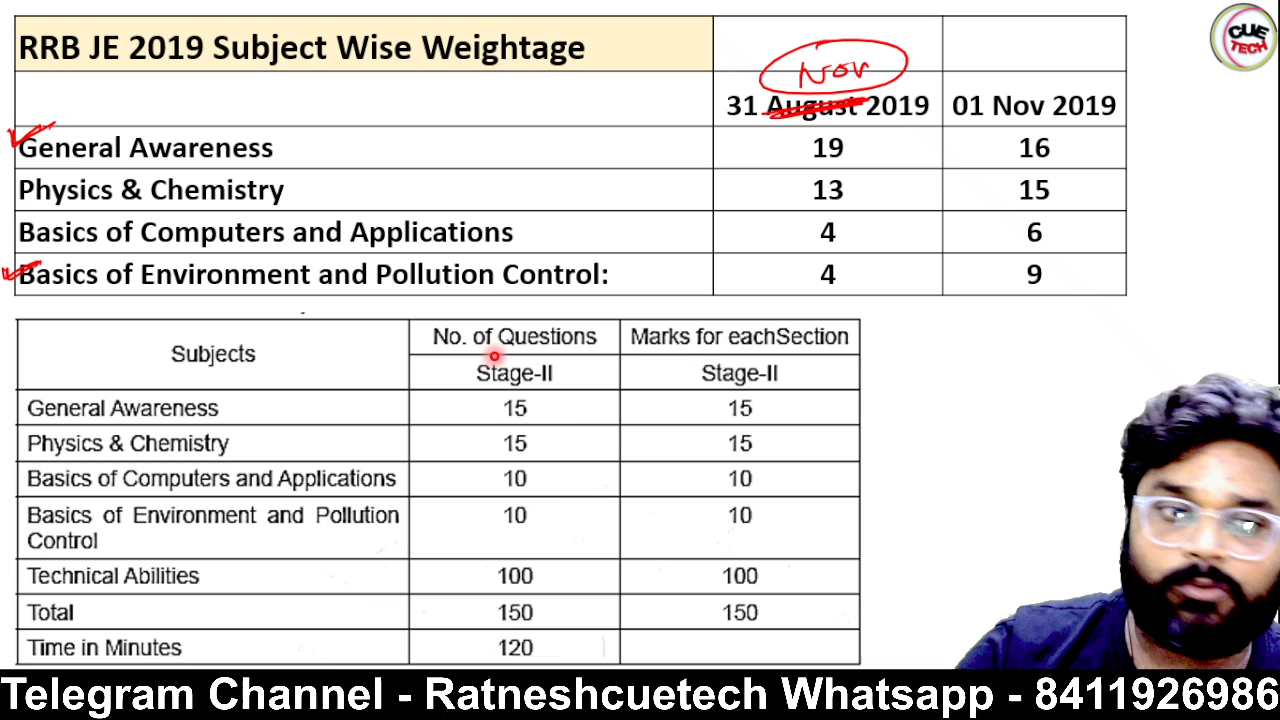 RRB JE 2019 Subject Wise Weightage
CUE
TECH
Nov
31 August 2019 01 Nov 2019
General Awareness 19 16
Physics & Chemistry 13 15
Basics of Computers and Applications 4 6
Basics of Environment and Pollution Control: 4 9
Subjects No. of Questions Marks for eachSection
Stage-II Stage-II
General Awareness 15 15
Physics & Chemistry 15 15
Basics of Computers and Applications 10 10
Basics of Environment and Pollution 10 10
Control
Technical Abilities 100 100
Total 150 150
Time in Minutes 120
Telegram Channel - Ratneshcuetech Whatsapp - 8411926986